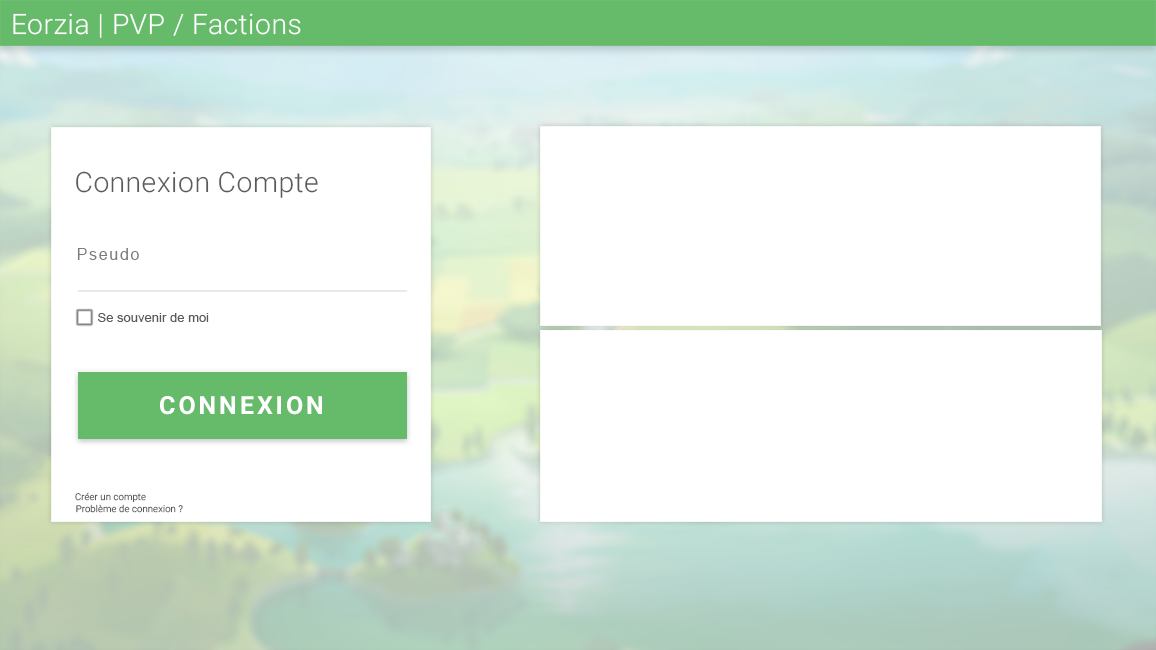 Eorzia | PVP / Factions
Connexion Compte
Pseudo
Se souvenir de moi
CONNEXION
Créer un compte
Problème de connexion ?